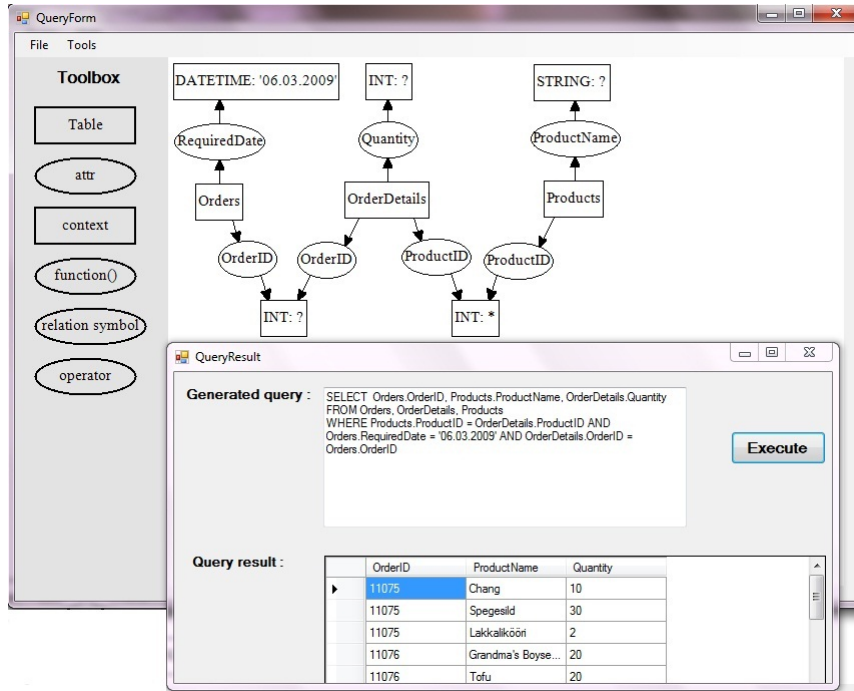 QueryForm
File Tools
Toolbox
Table
attr
context
function()
relation symbol
operator
DATETIME: '06.03.2009' INT: ? STRING: ?
RequiredDate Quantity ProductName
Orders OrderDetails Products
OrderID OrderID ProductID ProductID
INT: ? INT: *
QueryResult
Generated query :
SELECT Orders.OrderID, Products.ProductName, OrderDetails.Quantity
FROM Orders, OrderDetails, Products
WHERE Products.ProductID = OrderDetails.ProductID AND
Orders.RequiredDate = '06.03.2009' AND OrderDetails.OrderID =
Orders.OrderID
Execute
Query result :
OrderID ProductName Quantity
11075 Chang 10
11075 Spegesild 30
11075 Lakkalikööri 2
11076 Grandma's Boyse... 20
11076 Tofu 20